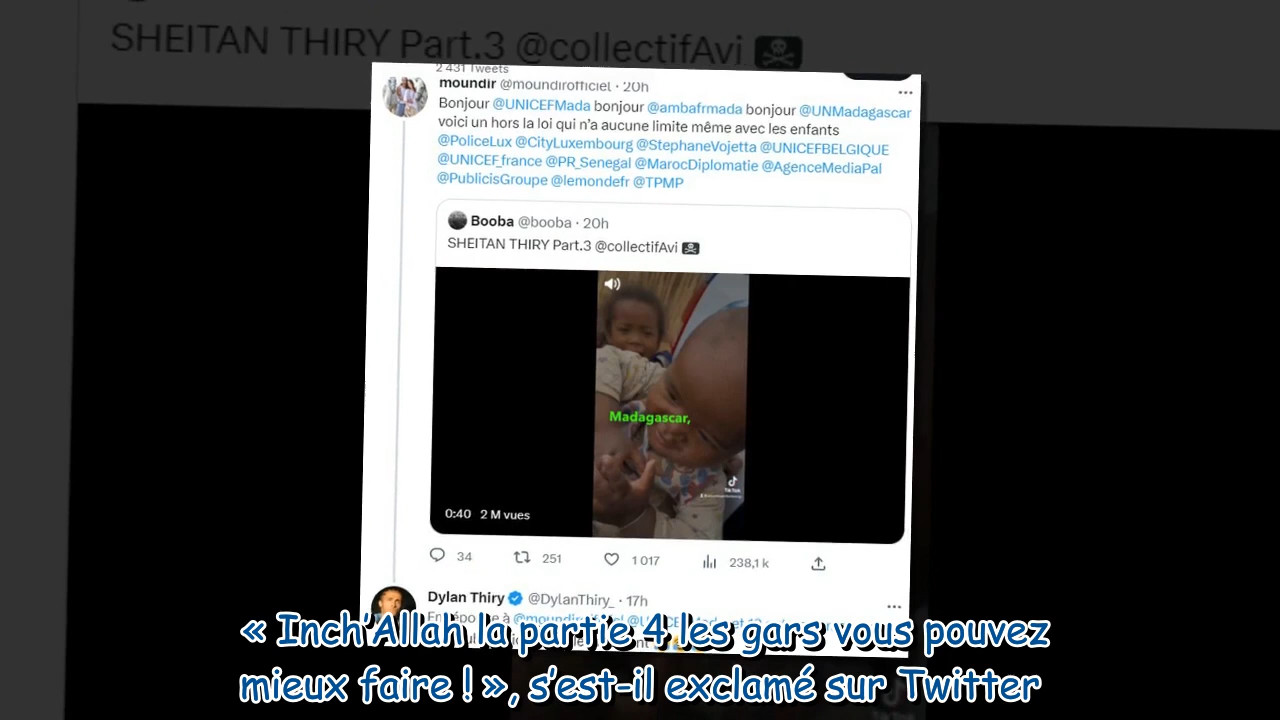 SHEITAN THIRY Part.3 @collectifAvi
2 431 Tweets
moundir @moundirofficiel · 20h
Bonjour @UNICEFMada bonjour @ambafrmada bonjour @UNMadagascar
voici un hors la loi qui n'a aucune limite même avec les enfants
@PoliceLux @CityLuxembourg @StephaneVojetta @UNICEFBELGIQUE
@UNICEF_france @PR_Senegal @MarocDiplomatie @AgenceMediaPal
@PublicisGroupe @lemondefr @TPMP
Booba @booba · 20h
SHEITAN THIRY Part.3 @collectifAvi
Madagascar,
TikTok
0:40 2 M vues
34 251 1 017 238,1 k
Dylan Thiry @DylanThiry_ · 17h
« Inch'Allah la partie 4 les gars vous pouvez
mieux faire ! », s'est-il exclamé sur Twitter